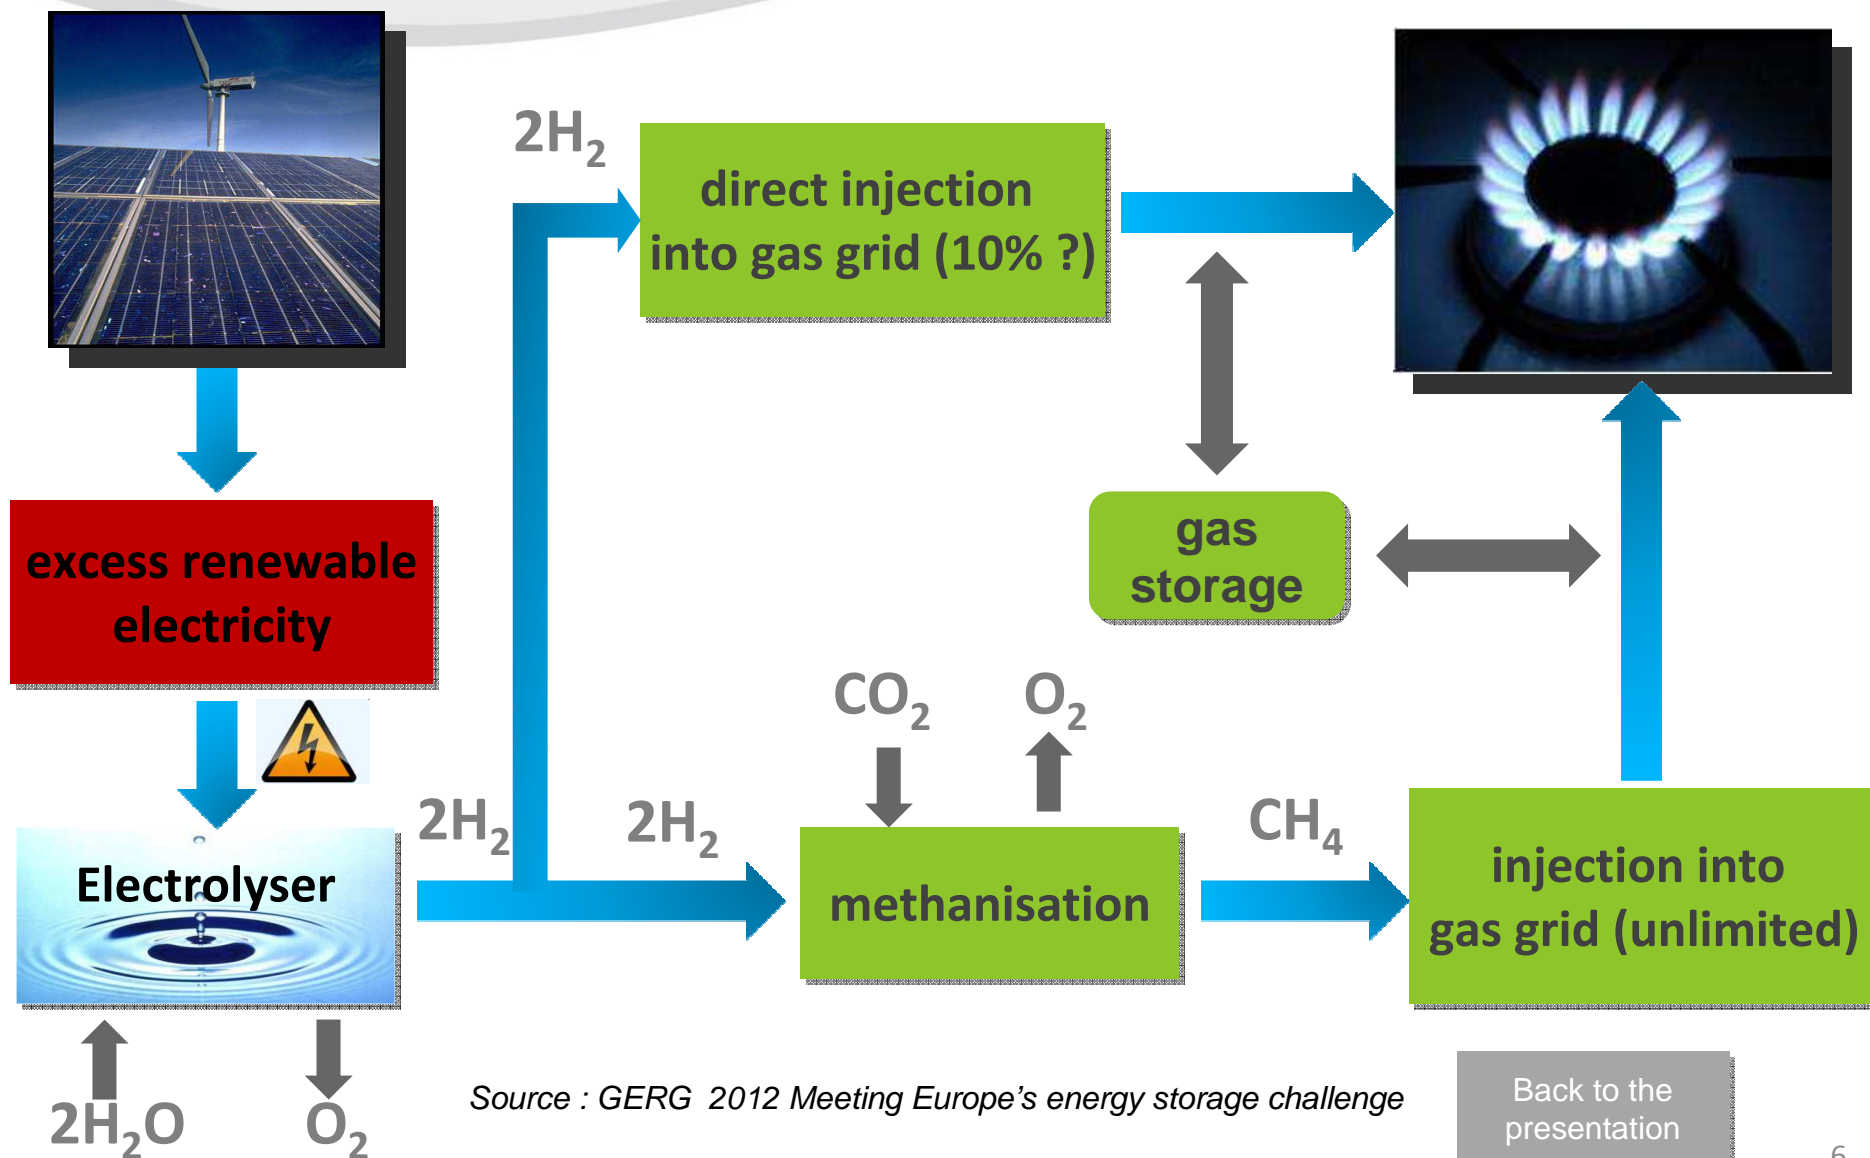 2H₂
direct injection
into gas grid (10% ?)
excess renewable
electricity
gas
storage
CO₂
O₂
2H₂
2H₂
CH₄
Electrolyser
methanisation
injection into
gas grid (unlimited)
2H₂O
O₂
Source : GERG 2012 Meeting Europe's energy storage challenge
Back to the
presentation
6